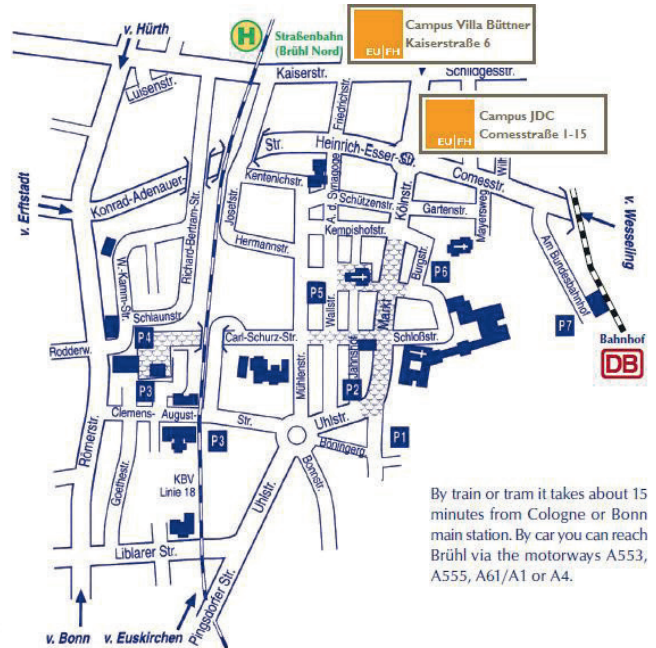 v. Hürth
H
Straßenbahn
(Brühl Nord)
EU|FH
Campus Villa Büttner
Kaiserstraße 6
Luisenstr.
Kaiserstr.
Friedrichstr.
Schildgesstr.
EU|FH
Campus JDC
Comesstraße 1-15
Str.
Heinrich-Esser-Str.
Comesstr.
v. Wesseling
Konrad-Adenauer-
v. Erftstadt
Richard-Bertram-Str.
Josefstr.
Kentenichstr.
A. d. Synagoge
Schützenstr.
Kölnstr.
Gartenstr.
Mayersweg
Kempishofstr.
Hermannstr.
Burgstr.
Am Bundesbahnhof
W.-Kamm-Str.
P6
P5
Wallstr.
Markt
Schlaunstr.
P4
Carl-Schurz-Str.
Schloßstr.
P7
Bahnhof
DB
Rodderw.
Jahnshof
Mühlenstr.
P3
P2
Clemens-
August-
Str.
Uhlstr.
Römerstr.
P3
P1
Böningerg.
Goethestr.
KBV
Linie 18
Bonnstr.
Uhlstr.
Liblarer Str.
Pingsdorfer Str.
v. Bonn
v. Euskirchen
By train or tram it takes about 15
minutes from Cologne or Bonn
main station. By car you can reach
Brühl via the motorways A553,
A555, A61/A1 or A4.